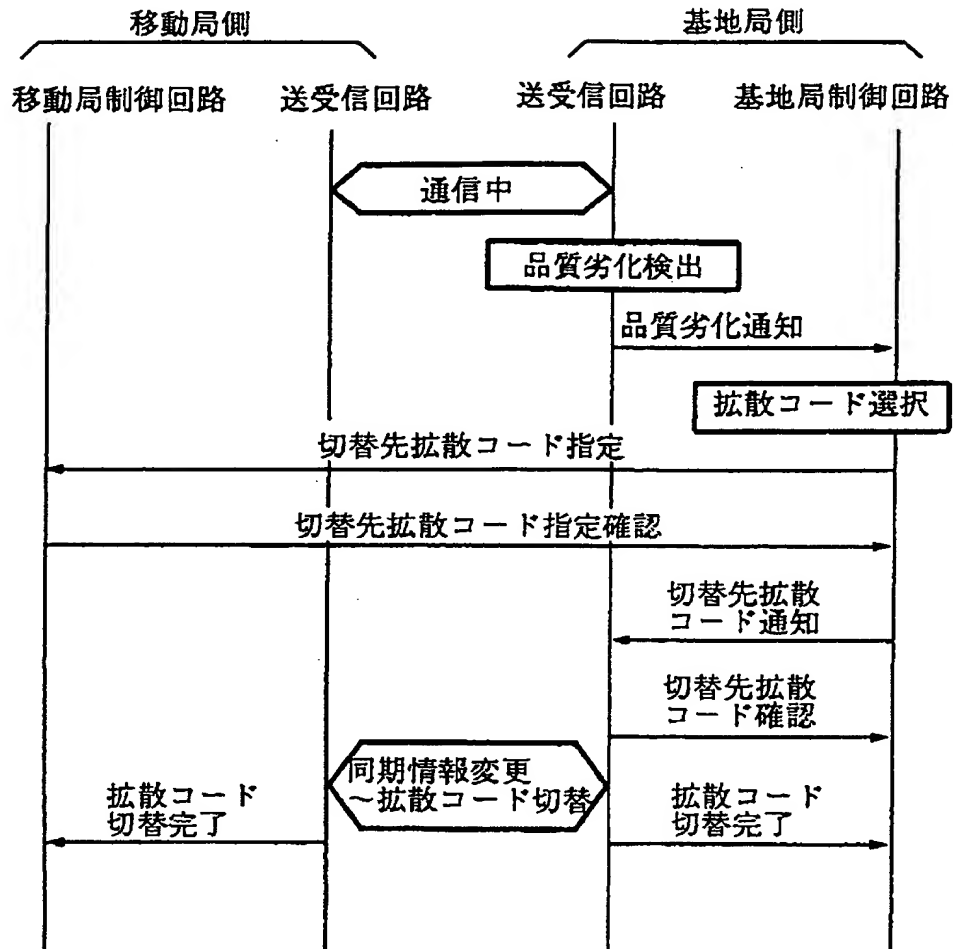 移動局側
基地局側
移動局制御回路
送受信回路
送受信回路
基地局制御回路
通信中
品質劣化検出
品質劣化通知
拡散コード選択
切替先拡散コード指定
切替先拡散コード指定確認
切替先拡散
コード通知
切替先拡散
コード確認
同期情報変更
~拡散コード切替
拡散コード
切替完了
拡散コード
切替完了